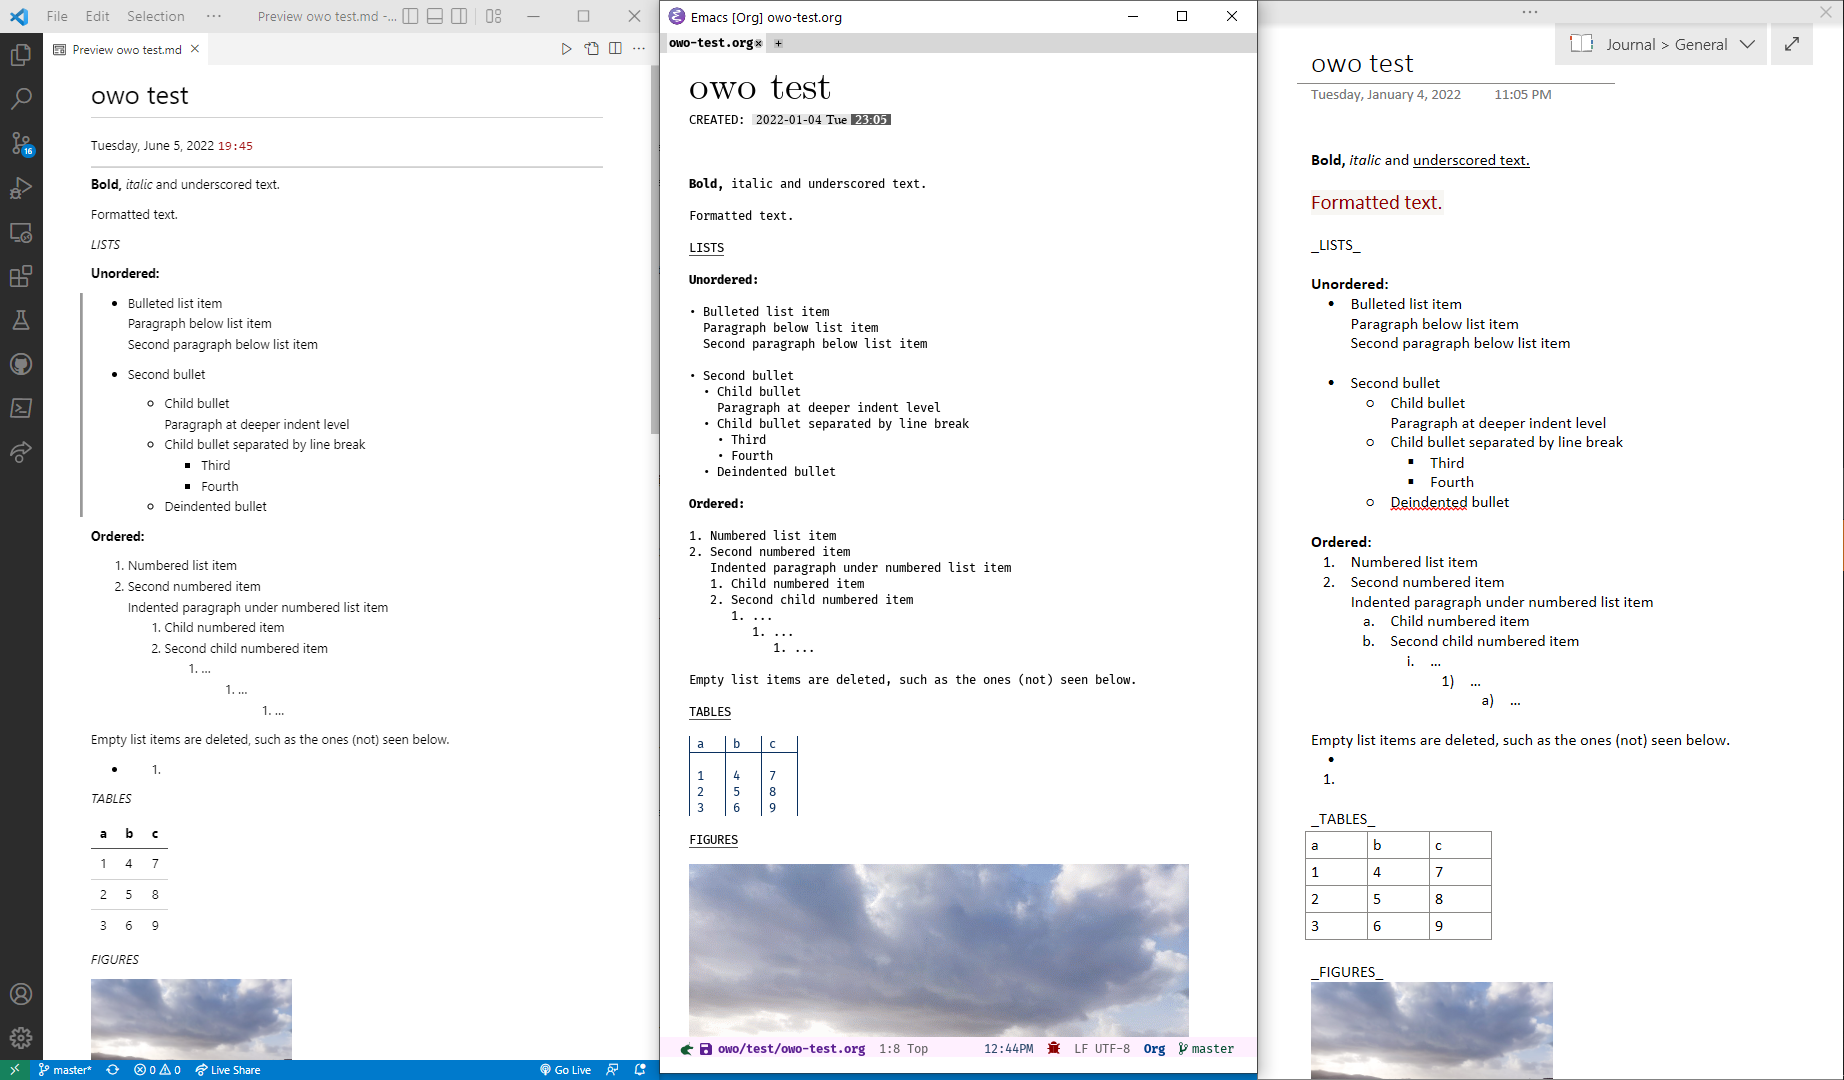 File Edit Selection ··· Preview owo test.md -...
Preview owo test.md
16
owo test
Tuesday, June 5, 2022 19:45
Bold, italic and underscored text.
Formatted text.
LISTS
Unordered:
• Bulleted list item
Paragraph below list item
Second paragraph below list item
• Second bullet
○ Child bullet
Paragraph at deeper indent level
○ Child bullet separated by line break
▪ Third
▪ Fourth
○ Deindented bullet
Ordered:
1. Numbered list item
2. Second numbered item
Indented paragraph under numbered list item
1. Child numbered item
2. Second child numbered item
1. ...
1. ...
1. ...
Empty list items are deleted, such as the ones (not) seen below.
• 1.
TABLES
a b c
1 4 7
2 5 8
3 6 9
FIGURES
master* 0 0 Live Share Go Live
Emacs [Org] owo-test.org
owo-test.org
owo test
CREATED: 2022-01-04 Tue 23:05
Bold, italic and underscored text.
Formatted text.
LISTS
Unordered:
• Bulleted list item
Paragraph below list item
Second paragraph below list item
• Second bullet
• Child bullet
Paragraph at deeper indent level
• Child bullet separated by line break
• Third
• Fourth
• Deindented bullet
Ordered:
1. Numbered list item
2. Second numbered item
Indented paragraph under numbered list item
1. Child numbered item
2. Second child numbered item
1. ...
1. ...
1. ...
Empty list items are deleted, such as the ones (not) seen below.
TABLES
a b c
1 4 7
2 5 8
3 6 9
FIGURES
owo/test/owo-test.org 1:8 Top 12:44PM LF UTF-8 Org master
Journal > General
owo test
Tuesday, January 4, 2022 11:05 PM
Bold, italic and underscored text.
Formatted text.
_LISTS_
Unordered:
• Bulleted list item
Paragraph below list item
Second paragraph below list item
• Second bullet
○ Child bullet
Paragraph at deeper indent level
○ Child bullet separated by line break
▪ Third
▪ Fourth
○ Deindented bullet
Ordered:
1. Numbered list item
2. Second numbered item
Indented paragraph under numbered list item
a. Child numbered item
b. Second child numbered item
i. ...
1) ...
a) ...
Empty list items are deleted, such as the ones (not) seen below.
•
1.
_TABLES_
a b c
1 4 7
2 5 8
3 6 9
_FIGURES_